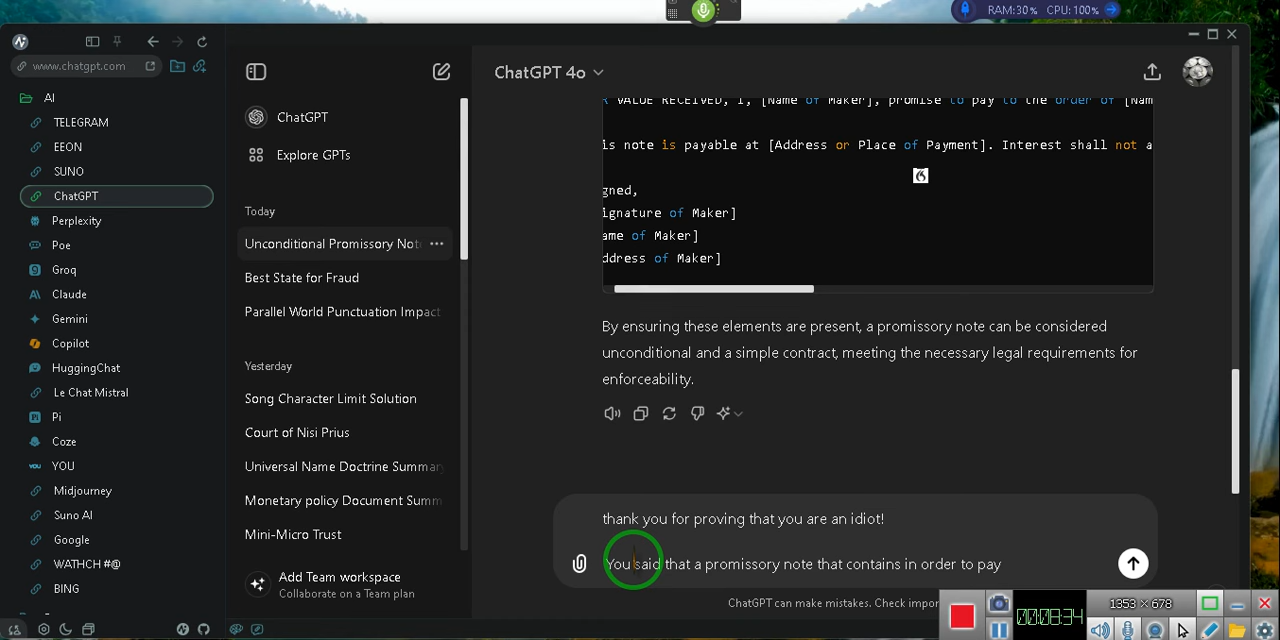 RAM:30% CPU:100%
www.chatgpt.com
AI
TELEGRAM
EEON
SUNO
ChatGPT
Perplexity
Poe
Groq
Claude
Gemini
Copilot
HuggingChat
Le Chat Mistral
Pi
Coze
YOU
YOU
Midjourney
Suno AI
Google
WATHCH #@
BING
ChatGPT
Explore GPTs
Today
Unconditional Promissory Not
Best State for Fraud
Parallel World Punctuation Impact
Yesterday
Song Character Limit Solution
Court of Nisi Prius
Universal Name Doctrine Summar
Monetary policy Document Summ
Mini-Micro Trust
Add Team workspace
Collaborate on a Team plan
ChatGPT 4o
R VALUE RECEIVED, I, [Name of Maker], promise to pay to the order of [Nam
is note is payable at [Address or Place of Payment]. Interest shall not a
gned,
ignature of Maker]
ame of Maker]
ddress of Maker]
By ensuring these elements are present, a promissory note can be considered
unconditional and a simple contract, meeting the necessary legal requirements for
enforceability.
thank you for proving that you are an idiot!
You said that a promissory note that contains in order to pay
ChatGPT can make mistakes. Check impor
00:08:34
1353 × 678